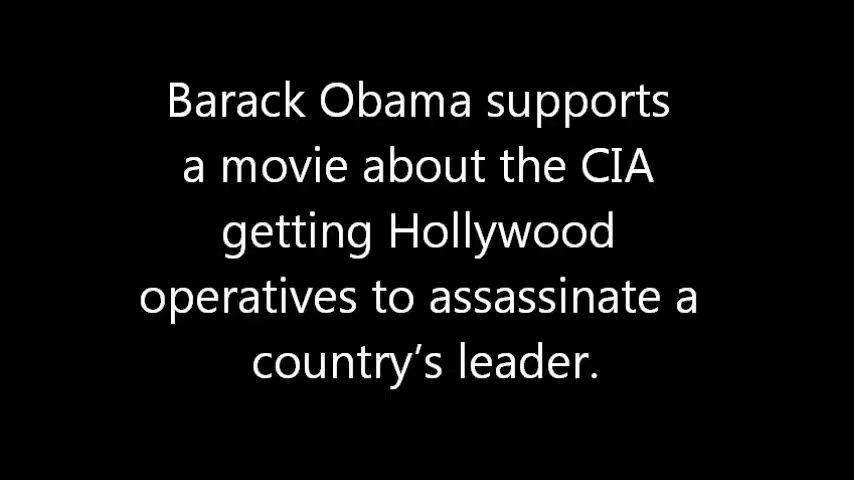 Barack Obama supports
a movie about the CIA
getting Hollywood
operatives to assassinate a
country’s leader.